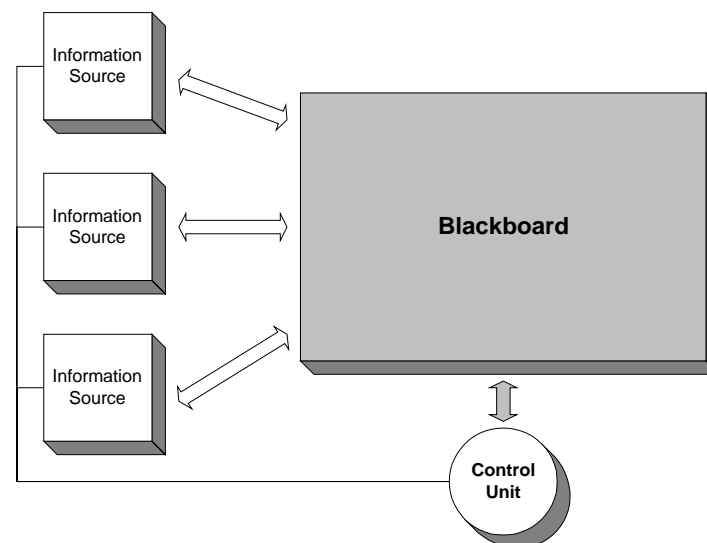 Information
Source
Information
Source
Blackboard
Information
Source
Control
Unit